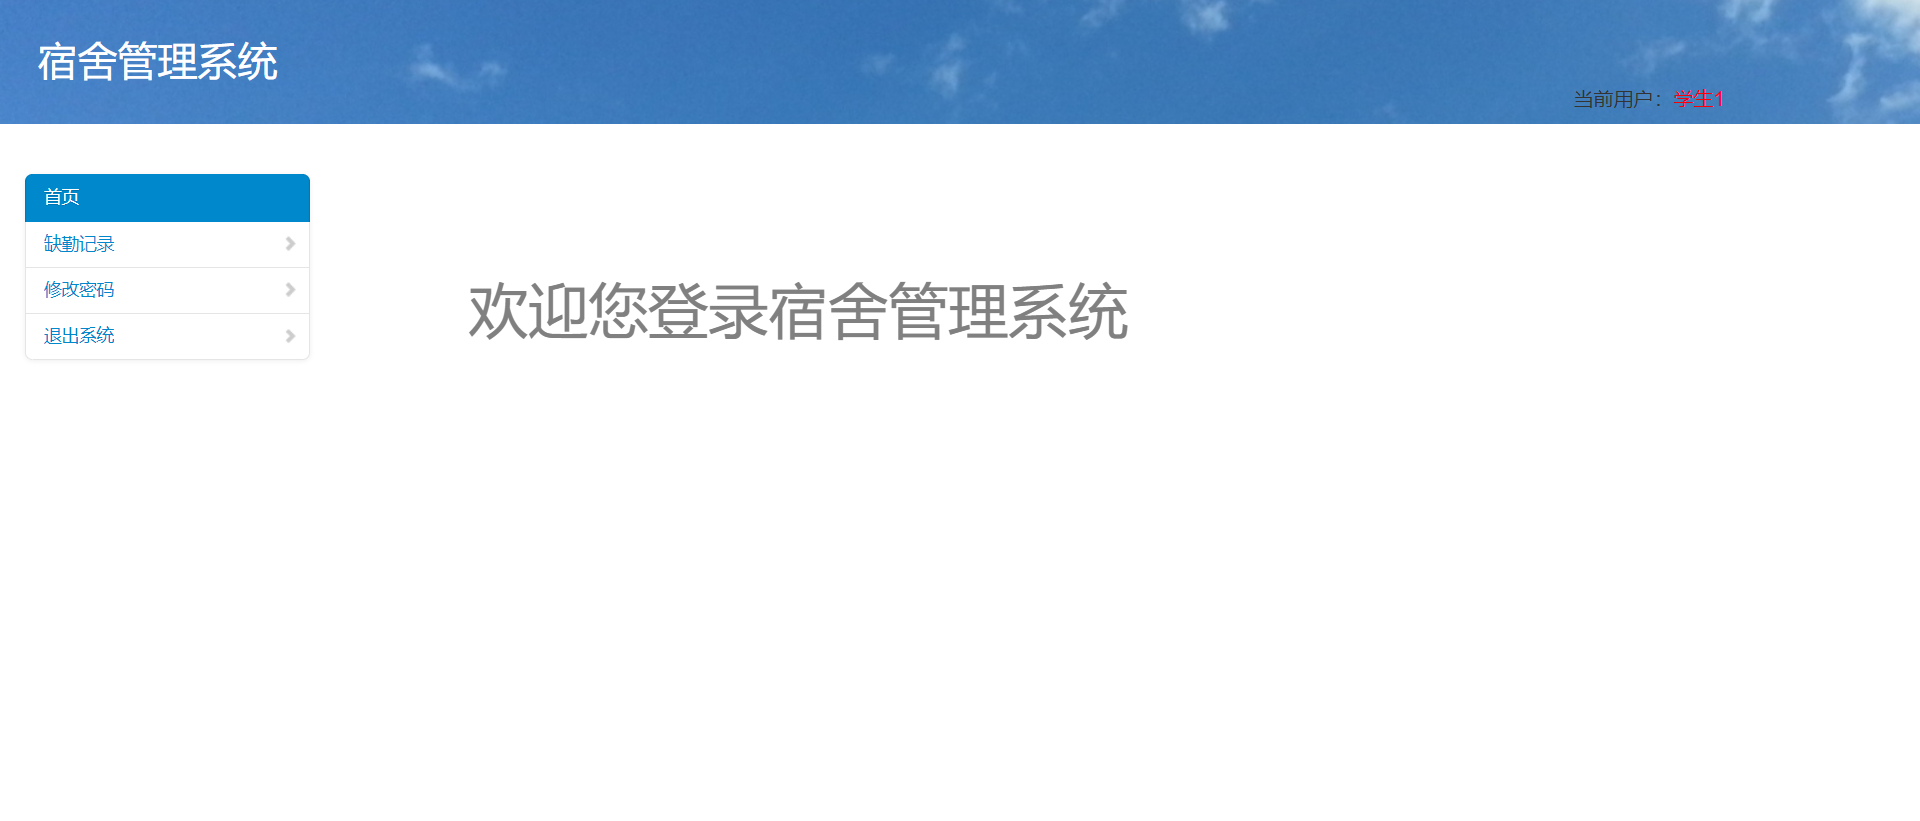 宿舍管理系统
当前用户：学生1
首页
缺勤记录
修改密码
退出系统
欢迎您登录宿舍管理系统